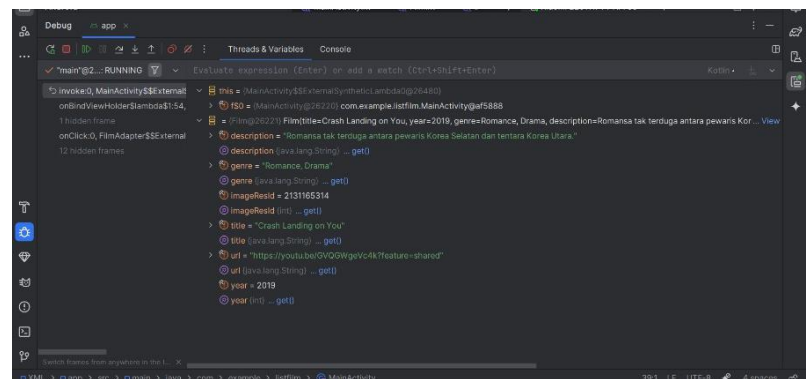 Debug app
Threads & Variables Console
"main"@2...: RUNNING
Evaluate expression (Enter) or add a watch (Ctrl+Shift+Enter)
Kotlin
invoke:0, MainActivity$$External
onBindViewHolder$lambda$1:54,
1 hidden frame
onClick:0, FilmAdapter$$External
12 hidden frames
this = {MainActivity$$ExternalSyntheticLambda0@26480}
f$0 = {MainActivity@26220} com.example.listfilm.MainActivity@af5888
= {Film@26221} Film(title=Crash Landing on You, year=2019, genre=Romance, Drama, description=Romansa tak terduga antara pewaris Kor ... View
description = "Romansa tak terduga antara pewaris Korea Selatan dan tentara Korea Utara."
description (java.lang.String) ... get()
genre = "Romance, Drama"
genre (java.lang.String) ... get()
imageResId = 2131165314
imageResId (int) ... get()
title = "Crash Landing on You"
title (java.lang.String) ... get()
url = "https://youtu.be/GVQGWgeVc4k?feature=shared"
url (java.lang.String) ... get()
year = 2019
year (int) ... get()
Switch frames from anywhere in the I...
XML > app > src > main > java > com > example > listfilm > MainActivity
39:1 LF UTF-8 4 spaces